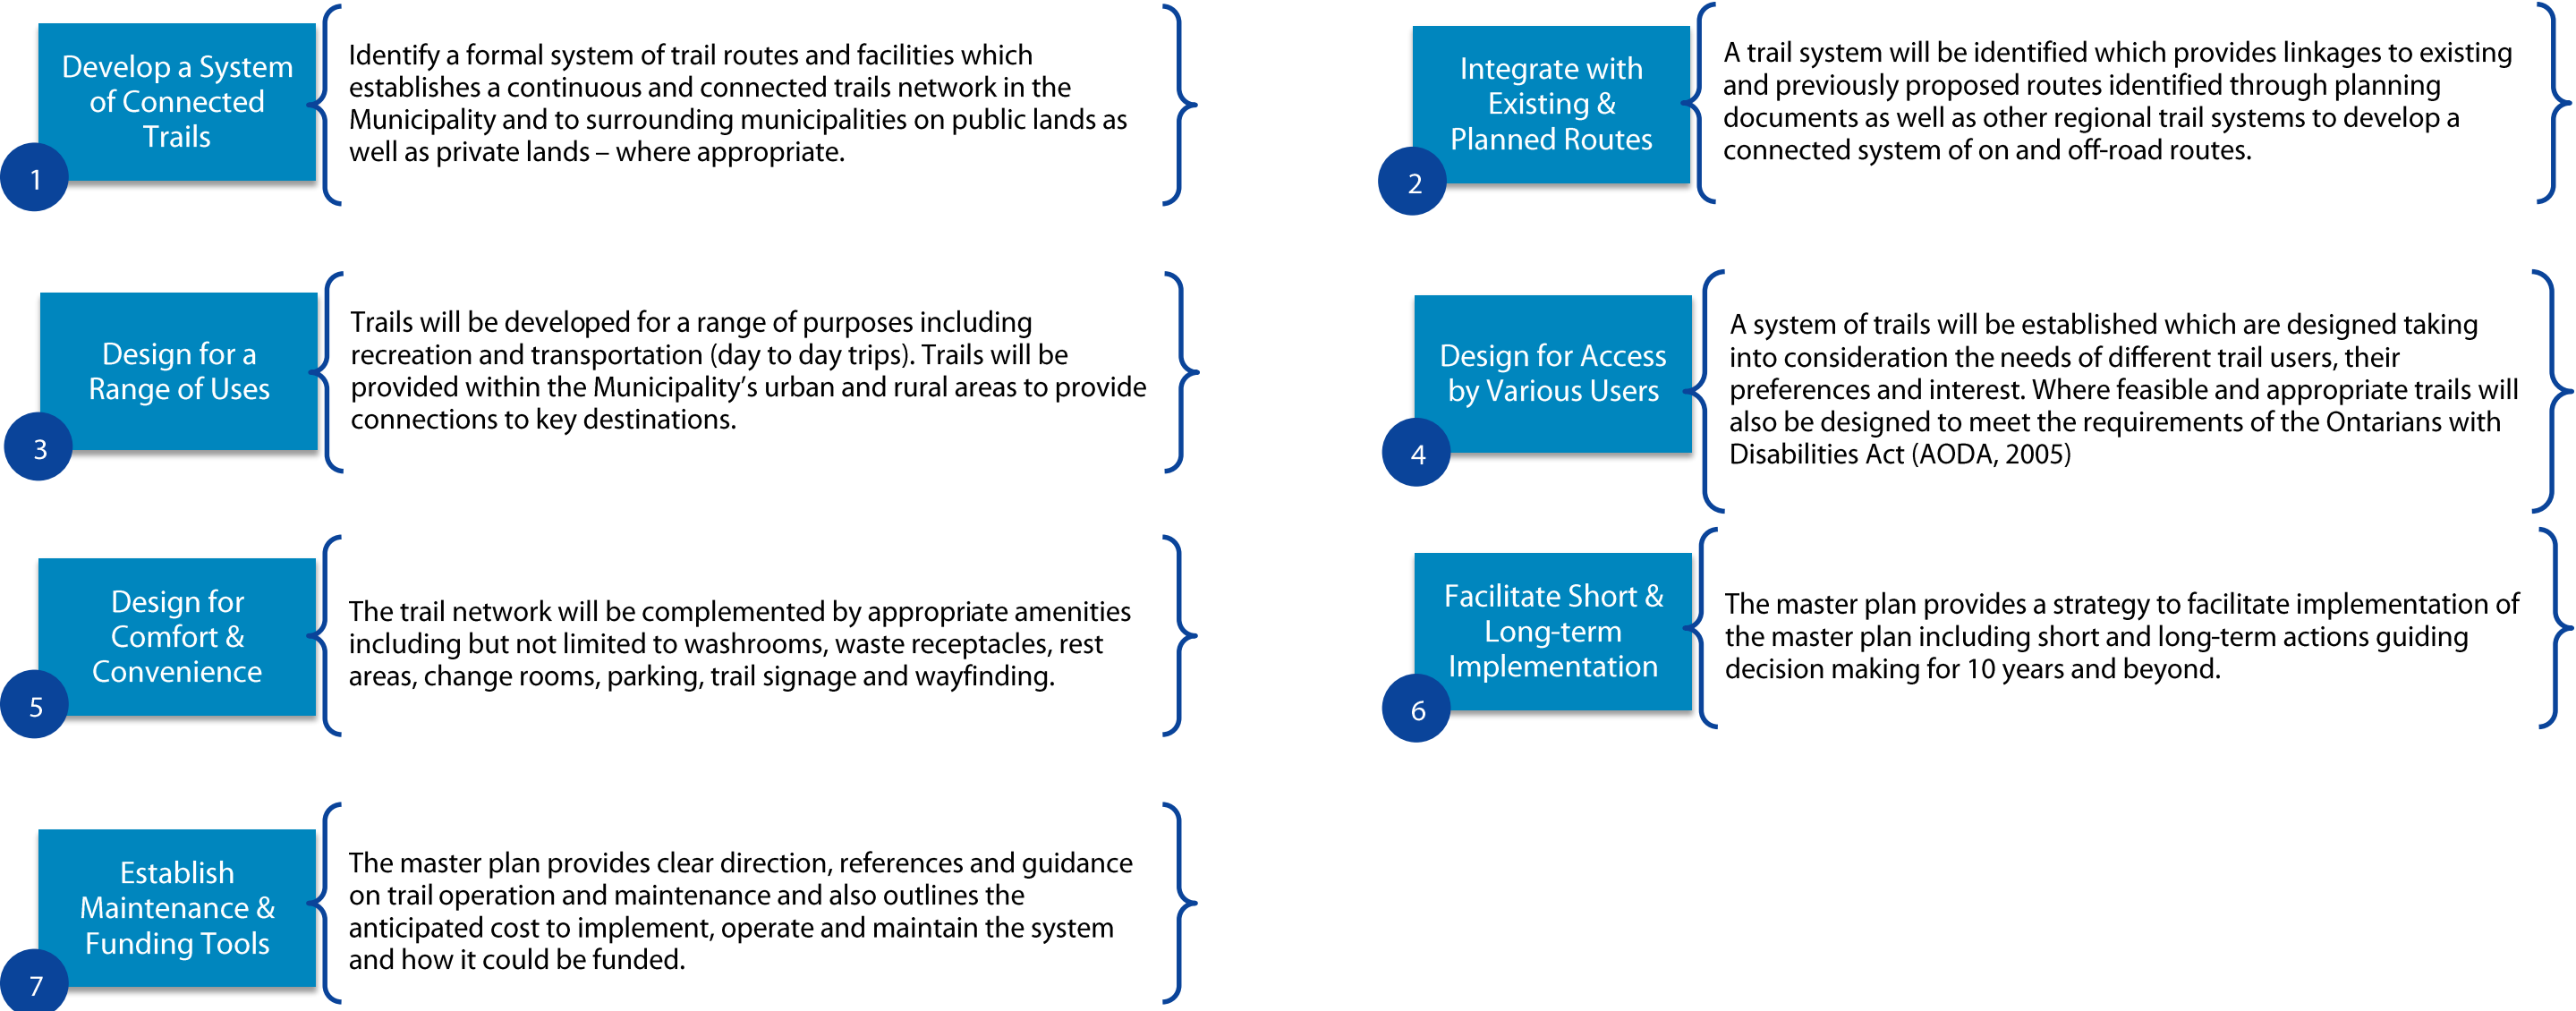 Develop a System
of Connected
Trails
1
Identify a formal system of trail routes and facilities which
establishes a continuous and connected trails network in the
Municipality and to surrounding municipalities on public lands as
well as private lands – where appropriate.
Integrate with
Existing &
Planned Routes
2
A trail system will be identified which provides linkages to existing
and previously proposed routes identified through planning
documents as well as other regional trail systems to develop a
connected system of on and off-road routes.
Design for a
Range of Uses
3
Trails will be developed for a range of purposes including
recreation and transportation (day to day trips). Trails will be
provided within the Municipality’s urban and rural areas to provide
connections to key destinations.
Design for Access
by Various Users
4
A system of trails will be established which are designed taking
into consideration the needs of different trail users, their
preferences and interest. Where feasible and appropriate trails will
also be designed to meet the requirements of the Ontarians with
Disabilities Act (AODA, 2005)
Design for
Comfort &
Convenience
5
The trail network will be complemented by appropriate amenities
including but not limited to washrooms, waste receptacles, rest
areas, change rooms, parking, trail signage and wayfinding.
Facilitate Short &
Long-term
Implementation
6
The master plan provides a strategy to facilitate implementation of
the master plan including short and long-term actions guiding
decision making for 10 years and beyond.
Establish
Maintenance &
Funding Tools
7
The master plan provides clear direction, references and guidance
on trail operation and maintenance and also outlines the
anticipated cost to implement, operate and maintain the system
and how it could be funded.